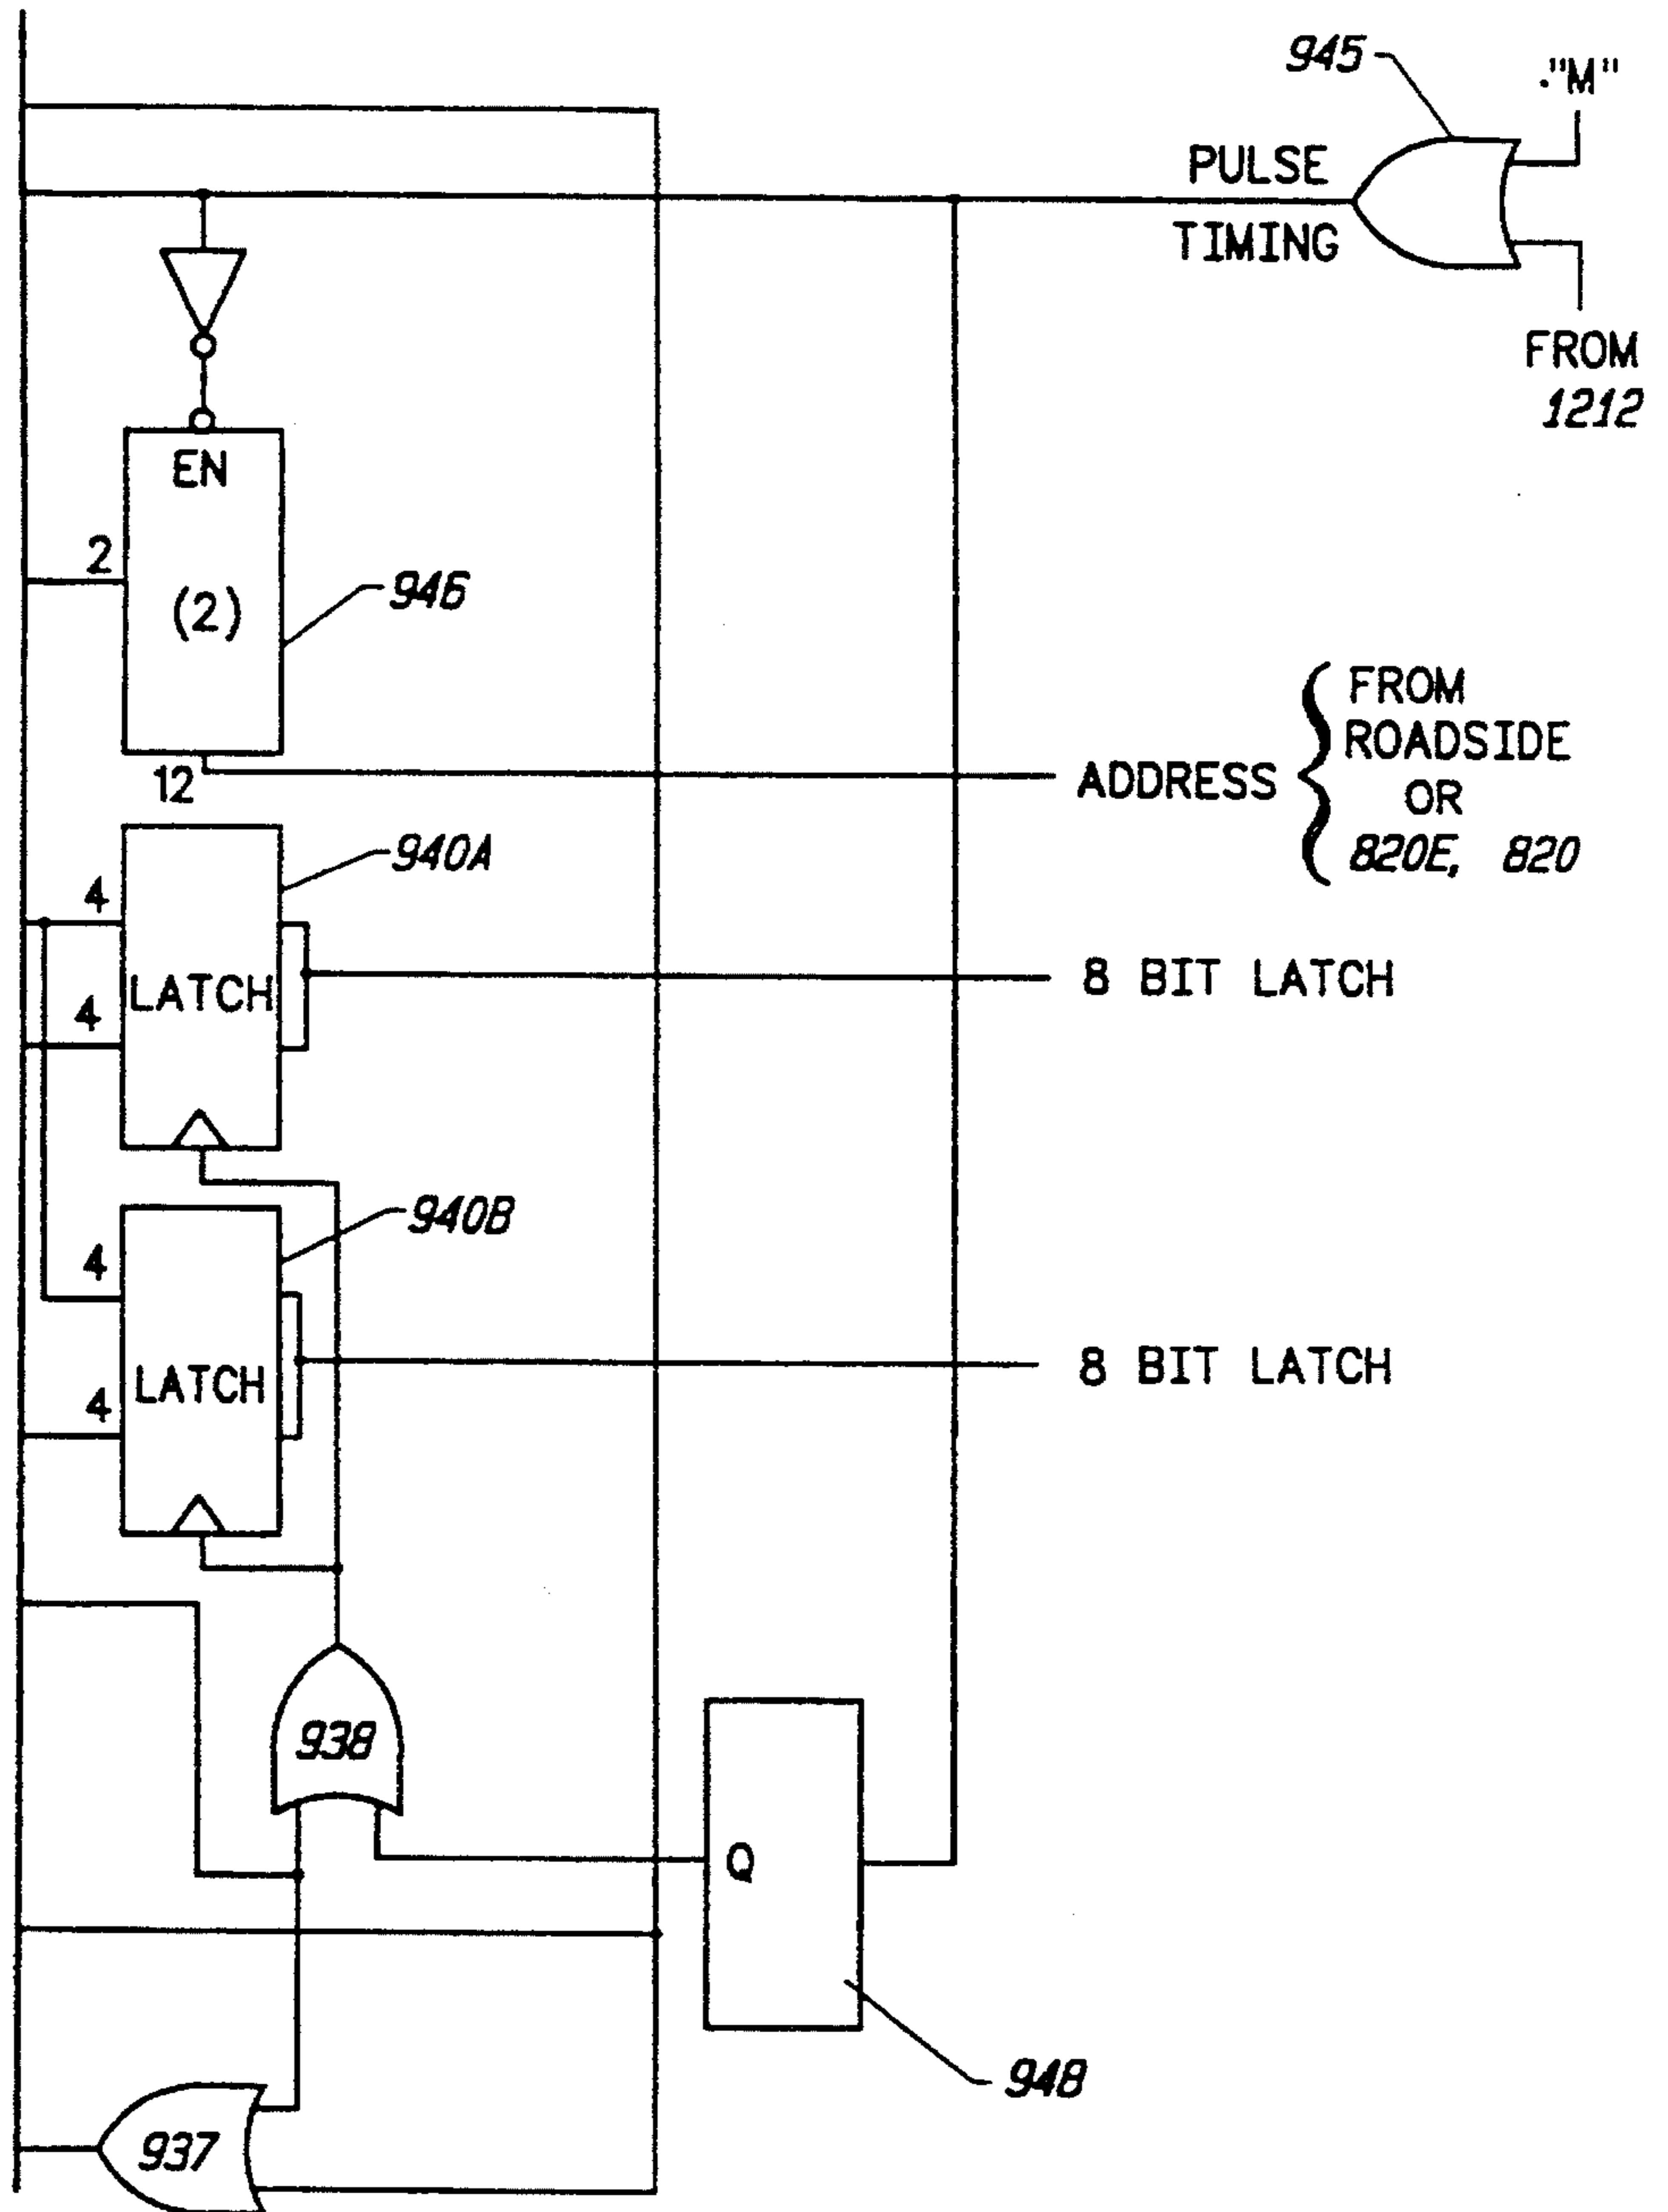 945
."M"
PULSE
TIMING
FROM
1212
EN
2
(2)
946
12
ADDRESS
FROM
ROADSIDE
OR
820E, 820
940A
4
LATCH
4
8 BIT LATCH
940B
4
LATCH
4
8 BIT LATCH
938
Q
948
937